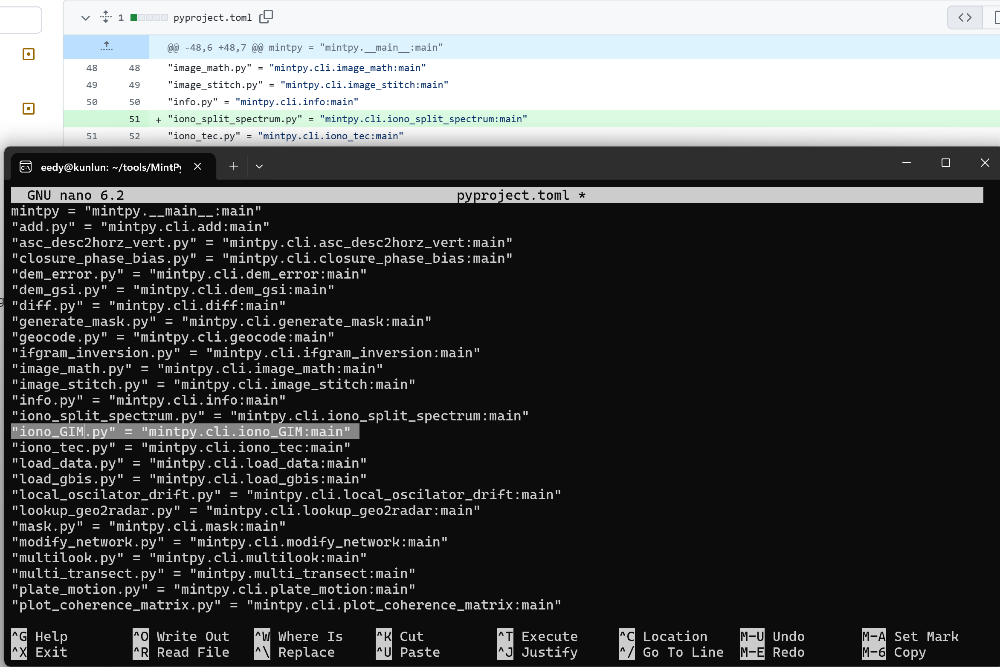 1 pyproject.toml
@@ -48,6 +48,7 @@ mintpy = "mintpy.__main__:main"
48 48 "image_math.py" = "mintpy.cli.image_math:main"
49 49 "image_stitch.py" = "mintpy.cli.image_stitch:main"
50 50 "info.py" = "mintpy.cli.info:main"
51 + "iono_split_spectrum.py" = "mintpy.cli.iono_split_spectrum:main"
51 52 "iono_tec.py" = "mintpy.cli.iono_tec:main"
eedy@kunlun: ~/tools/MintPy
GNU nano 6.2 pyproject.toml *
mintpy = "mintpy.__main__:main"
"add.py" = "mintpy.cli.add:main"
"asc_desc2horz_vert.py" = "mintpy.cli.asc_desc2horz_vert:main"
"closure_phase_bias.py" = "mintpy.cli.closure_phase_bias:main"
"dem_error.py" = "mintpy.cli.dem_error:main"
"dem_gsi.py" = "mintpy.cli.dem_gsi:main"
"diff.py" = "mintpy.cli.diff:main"
"generate_mask.py" = "mintpy.cli.generate_mask:main"
"geocode.py" = "mintpy.cli.geocode:main"
"ifgram_inversion.py" = "mintpy.cli.ifgram_inversion:main"
"image_math.py" = "mintpy.cli.image_math:main"
"image_stitch.py" = "mintpy.cli.image_stitch:main"
"info.py" = "mintpy.cli.info:main"
"iono_split_spectrum.py" = "mintpy.cli.iono_split_spectrum:main"
"iono_GIM.py" = "mintpy.cli.iono_GIM:main"
"iono_tec.py" = "mintpy.cli.iono_tec:main"
"load_data.py" = "mintpy.cli.load_data:main"
"load_gbis.py" = "mintpy.cli.load_gbis:main"
"local_oscilator_drift.py" = "mintpy.cli.local_oscilator_drift:main"
"lookup_geo2radar.py" = "mintpy.cli.lookup_geo2radar:main"
"mask.py" = "mintpy.cli.mask:main"
"modify_network.py" = "mintpy.cli.modify_network:main"
"multilook.py" = "mintpy.cli.multilook:main"
"multi_transect.py" = "mintpy.multi_transect:main"
"plate_motion.py" = "mintpy.cli.plate_motion:main"
"plot_coherence_matrix.py" = "mintpy.cli.plot_coherence_matrix:main"
^G Help ^O Write Out ^W Where Is ^K Cut ^T Execute ^C Location M-U Undo M-A Set Mark
^X Exit ^R Read File ^\ Replace ^U Paste ^J Justify ^/ Go To Line M-E Redo M-6 Copy